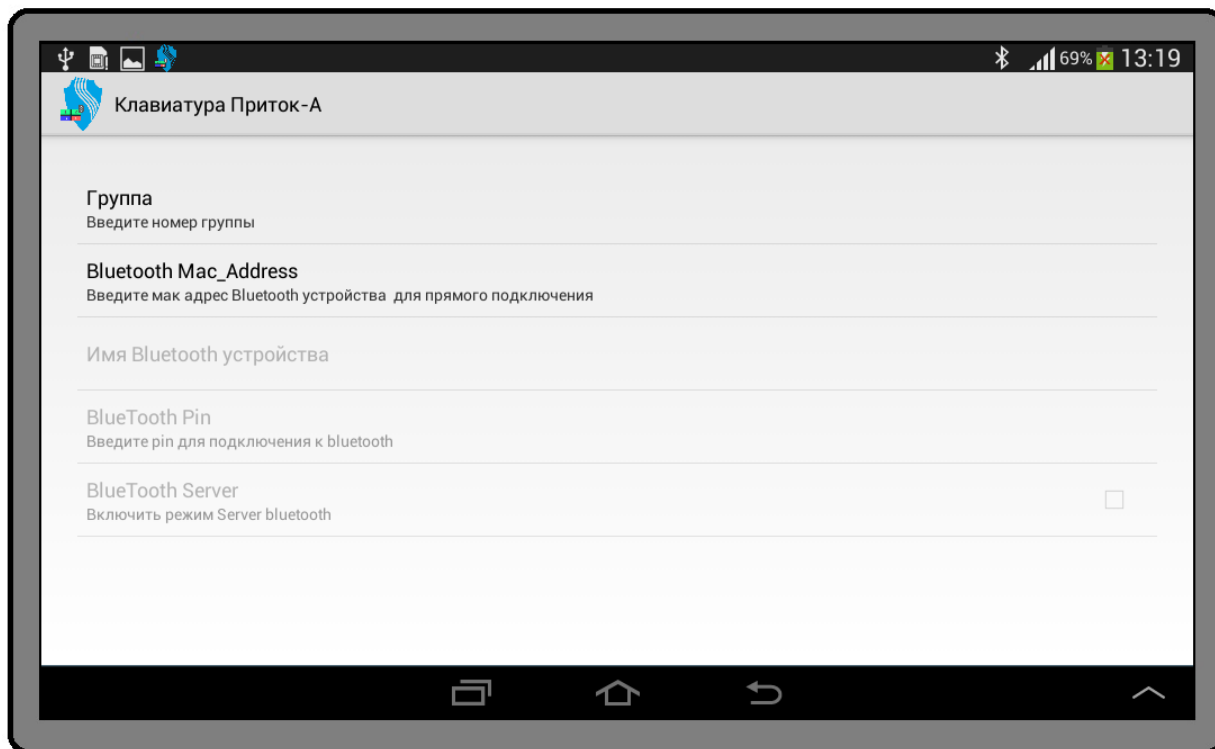 69% 13:19
Клавиатура Приток-А
Группа
Введите номер группы
Bluetooth Mac_Address
Введите мак адрес Bluetooth устройства для прямого подключения
Имя Bluetooth устройства
BlueTooth Pin
Введите pin для подключения к bluetooth
BlueTooth Server
Включить режим Server bluetooth